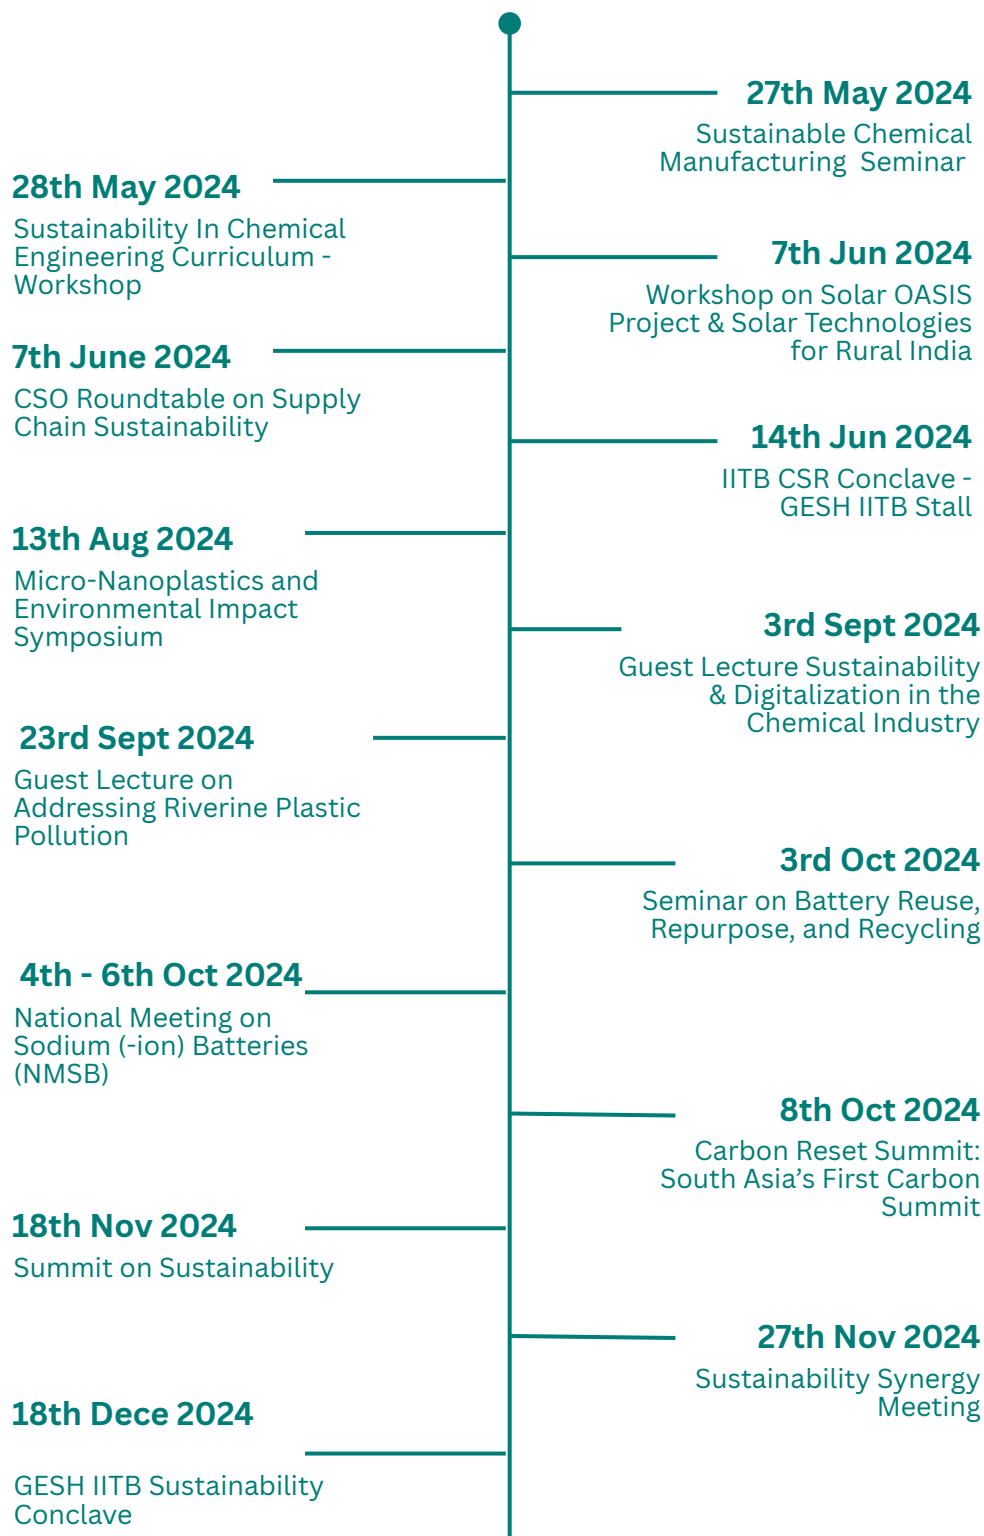 27th May 2024
Sustainable Chemical
Manufacturing  Seminar
28th May 2024
Sustainability In Chemical
Engineering Curriculum -
Workshop
7th Jun 2024
Workshop on Solar OASIS
Project & Solar Technologies
for Rural India
7th June 2024
CSO Roundtable on Supply
Chain Sustainability
14th Jun 2024
IITB CSR Conclave -
GESH IITB Stall
13th Aug 2024
Micro-Nanoplastics and
Environmental Impact
Symposium
3rd Sept 2024
Guest Lecture Sustainability
& Digitalization in the
Chemical Industry
23rd Sept 2024
Guest Lecture on
Addressing Riverine Plastic
Pollution
3rd Oct 2024
Seminar on Battery Reuse,
Repurpose, and Recycling
4th - 6th Oct 2024
National Meeting on
Sodium (-ion) Batteries
(NMSB)
8th Oct 2024
Carbon Reset Summit:
South Asia’s First Carbon
Summit
18th Nov 2024
Summit on Sustainability
27th Nov 2024
Sustainability Synergy
Meeting
18th Dece 2024
GESH IITB Sustainability
Conclave